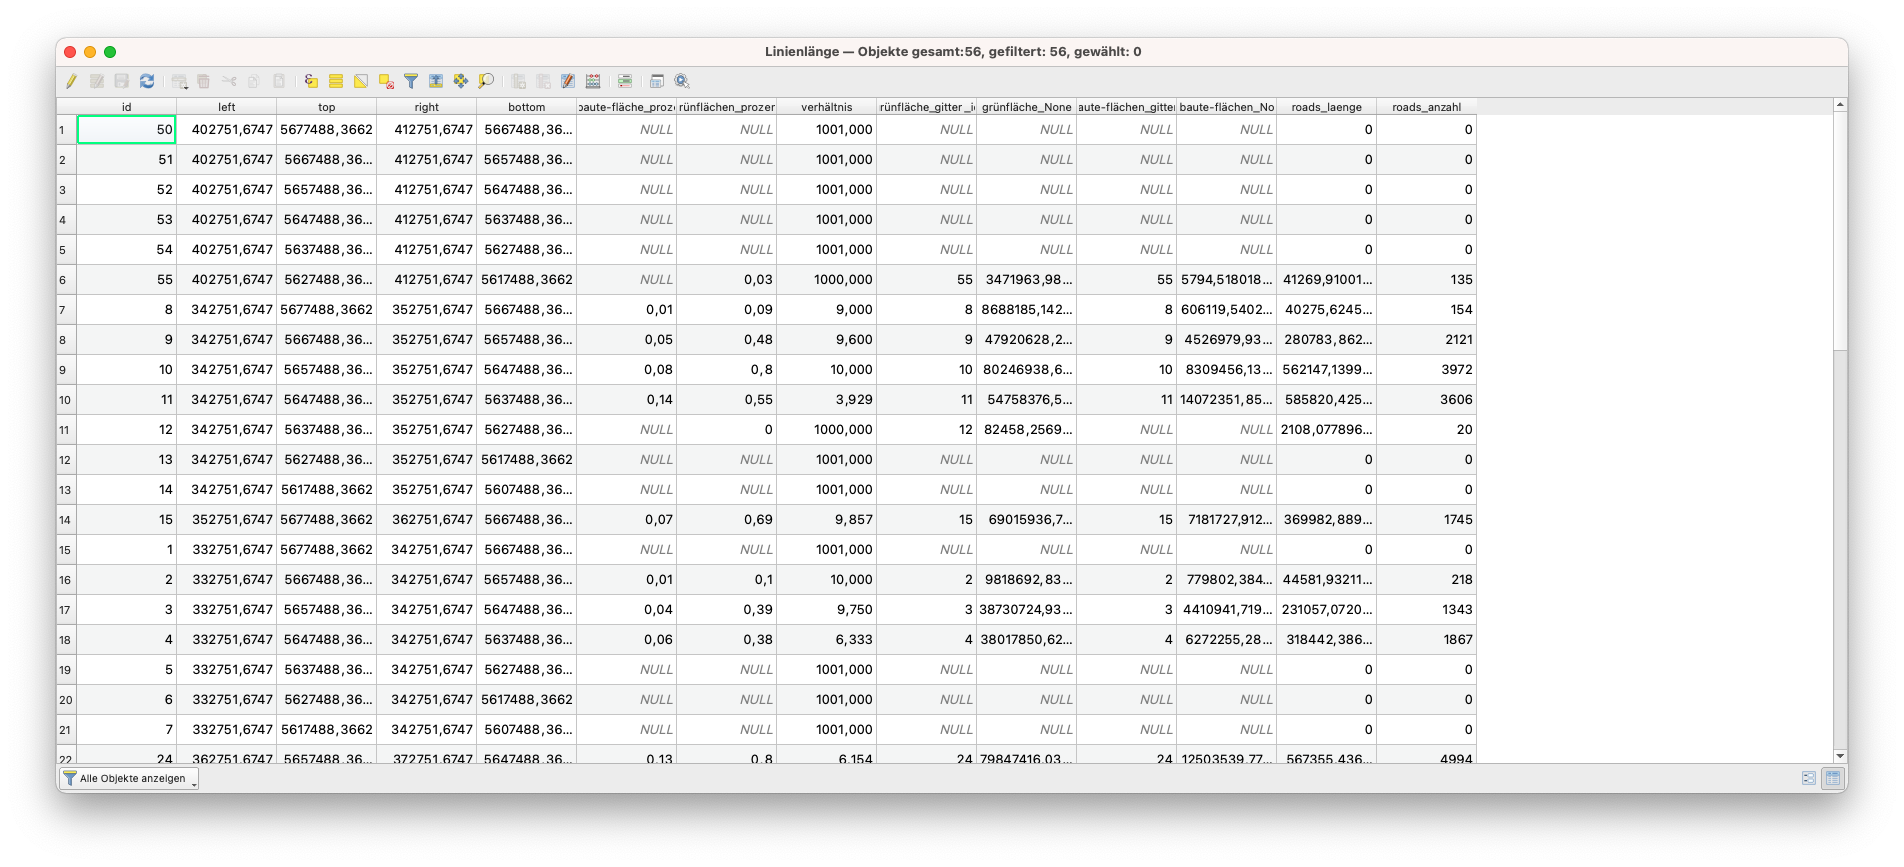 Linienlänge — Objekte gesamt:56, gefiltert: 56, gewählt: 0
id left top right bottom baute-fläche_proze rünflächen_prozen verhältnis rünfläche_gitter _id grünfläche_None aute-flächen_gitter baute-flächen_No roads_laenge roads_anzahl
1 50 402751,6747 5677488,3662 412751,6747 5667488,36... NULL NULL 1001,000 NULL NULL NULL NULL 0 0
2 51 402751,6747 5667488,36... 412751,6747 5657488,36... NULL NULL 1001,000 NULL NULL NULL NULL 0 0
3 52 402751,6747 5657488,36... 412751,6747 5647488,36... NULL NULL 1001,000 NULL NULL NULL NULL 0 0
4 53 402751,6747 5647488,36... 412751,6747 5637488,36... NULL NULL 1001,000 NULL NULL NULL NULL 0 0
5 54 402751,6747 5637488,36... 412751,6747 5627488,36... NULL NULL 1001,000 NULL NULL NULL NULL 0 0
6 55 402751,6747 5627488,36... 412751,6747 5617488,3662 NULL 0,03 1000,000 55 3471963,98... 55 5794,518018... 41269,91001... 135
7 8 342751,6747 5677488,3662 352751,6747 5667488,36... 0,01 0,09 9,000 8 8688185,142... 8 606119,5402... 40275,6245... 154
8 9 342751,6747 5667488,36... 352751,6747 5657488,36... 0,05 0,48 9,600 9 47920628,2... 9 4526979,93... 280783,862... 2121
9 10 342751,6747 5657488,36... 352751,6747 5647488,36... 0,08 0,8 10,000 10 80246938,6... 10 8309456,13... 562147,1399... 3972
10 11 342751,6747 5647488,36... 352751,6747 5637488,36... 0,14 0,55 3,929 11 54758376,5... 11 14072351,85... 585820,425... 3606
11 12 342751,6747 5637488,36... 352751,6747 5627488,36... NULL 0 1000,000 12 82458,2569... NULL NULL 2108,077896... 20
12 13 342751,6747 5627488,36... 352751,6747 5617488,3662 NULL NULL 1001,000 NULL NULL NULL NULL 0 0
13 14 342751,6747 5617488,3662 352751,6747 5607488,36... NULL NULL 1001,000 NULL NULL NULL NULL 0 0
14 15 352751,6747 5677488,3662 362751,6747 5667488,36... 0,07 0,69 9,857 15 69015936,7... 15 7181727,912... 369982,889... 1745
15 1 332751,6747 5677488,3662 342751,6747 5667488,36... NULL NULL 1001,000 NULL NULL NULL NULL 0 0
16 2 332751,6747 5667488,36... 342751,6747 5657488,36... 0,01 0,1 10,000 2 9818692,83... 2 779802,384... 44581,93211... 218
17 3 332751,6747 5657488,36... 342751,6747 5647488,36... 0,04 0,39 9,750 3 38730724,93... 3 4410941,719... 231057,0720... 1343
18 4 332751,6747 5647488,36... 342751,6747 5637488,36... 0,06 0,38 6,333 4 38017850,62... 4 6272255,28... 318442,386... 1867
19 5 332751,6747 5637488,36... 342751,6747 5627488,36... NULL NULL 1001,000 NULL NULL NULL NULL 0 0
20 6 332751,6747 5627488,36... 342751,6747 5617488,3662 NULL NULL 1001,000 NULL NULL NULL NULL 0 0
21 7 332751,6747 5617488,3662 342751,6747 5607488,36... NULL NULL 1001,000 NULL NULL NULL NULL 0 0
22 24 362751,6747 5657488,36... 372751,6747 5647488,36... 0,13 0,8 6,154 24 79847416,03... 24 12503539,77... 567355,436... 4994
Alle Objekte anzeigen